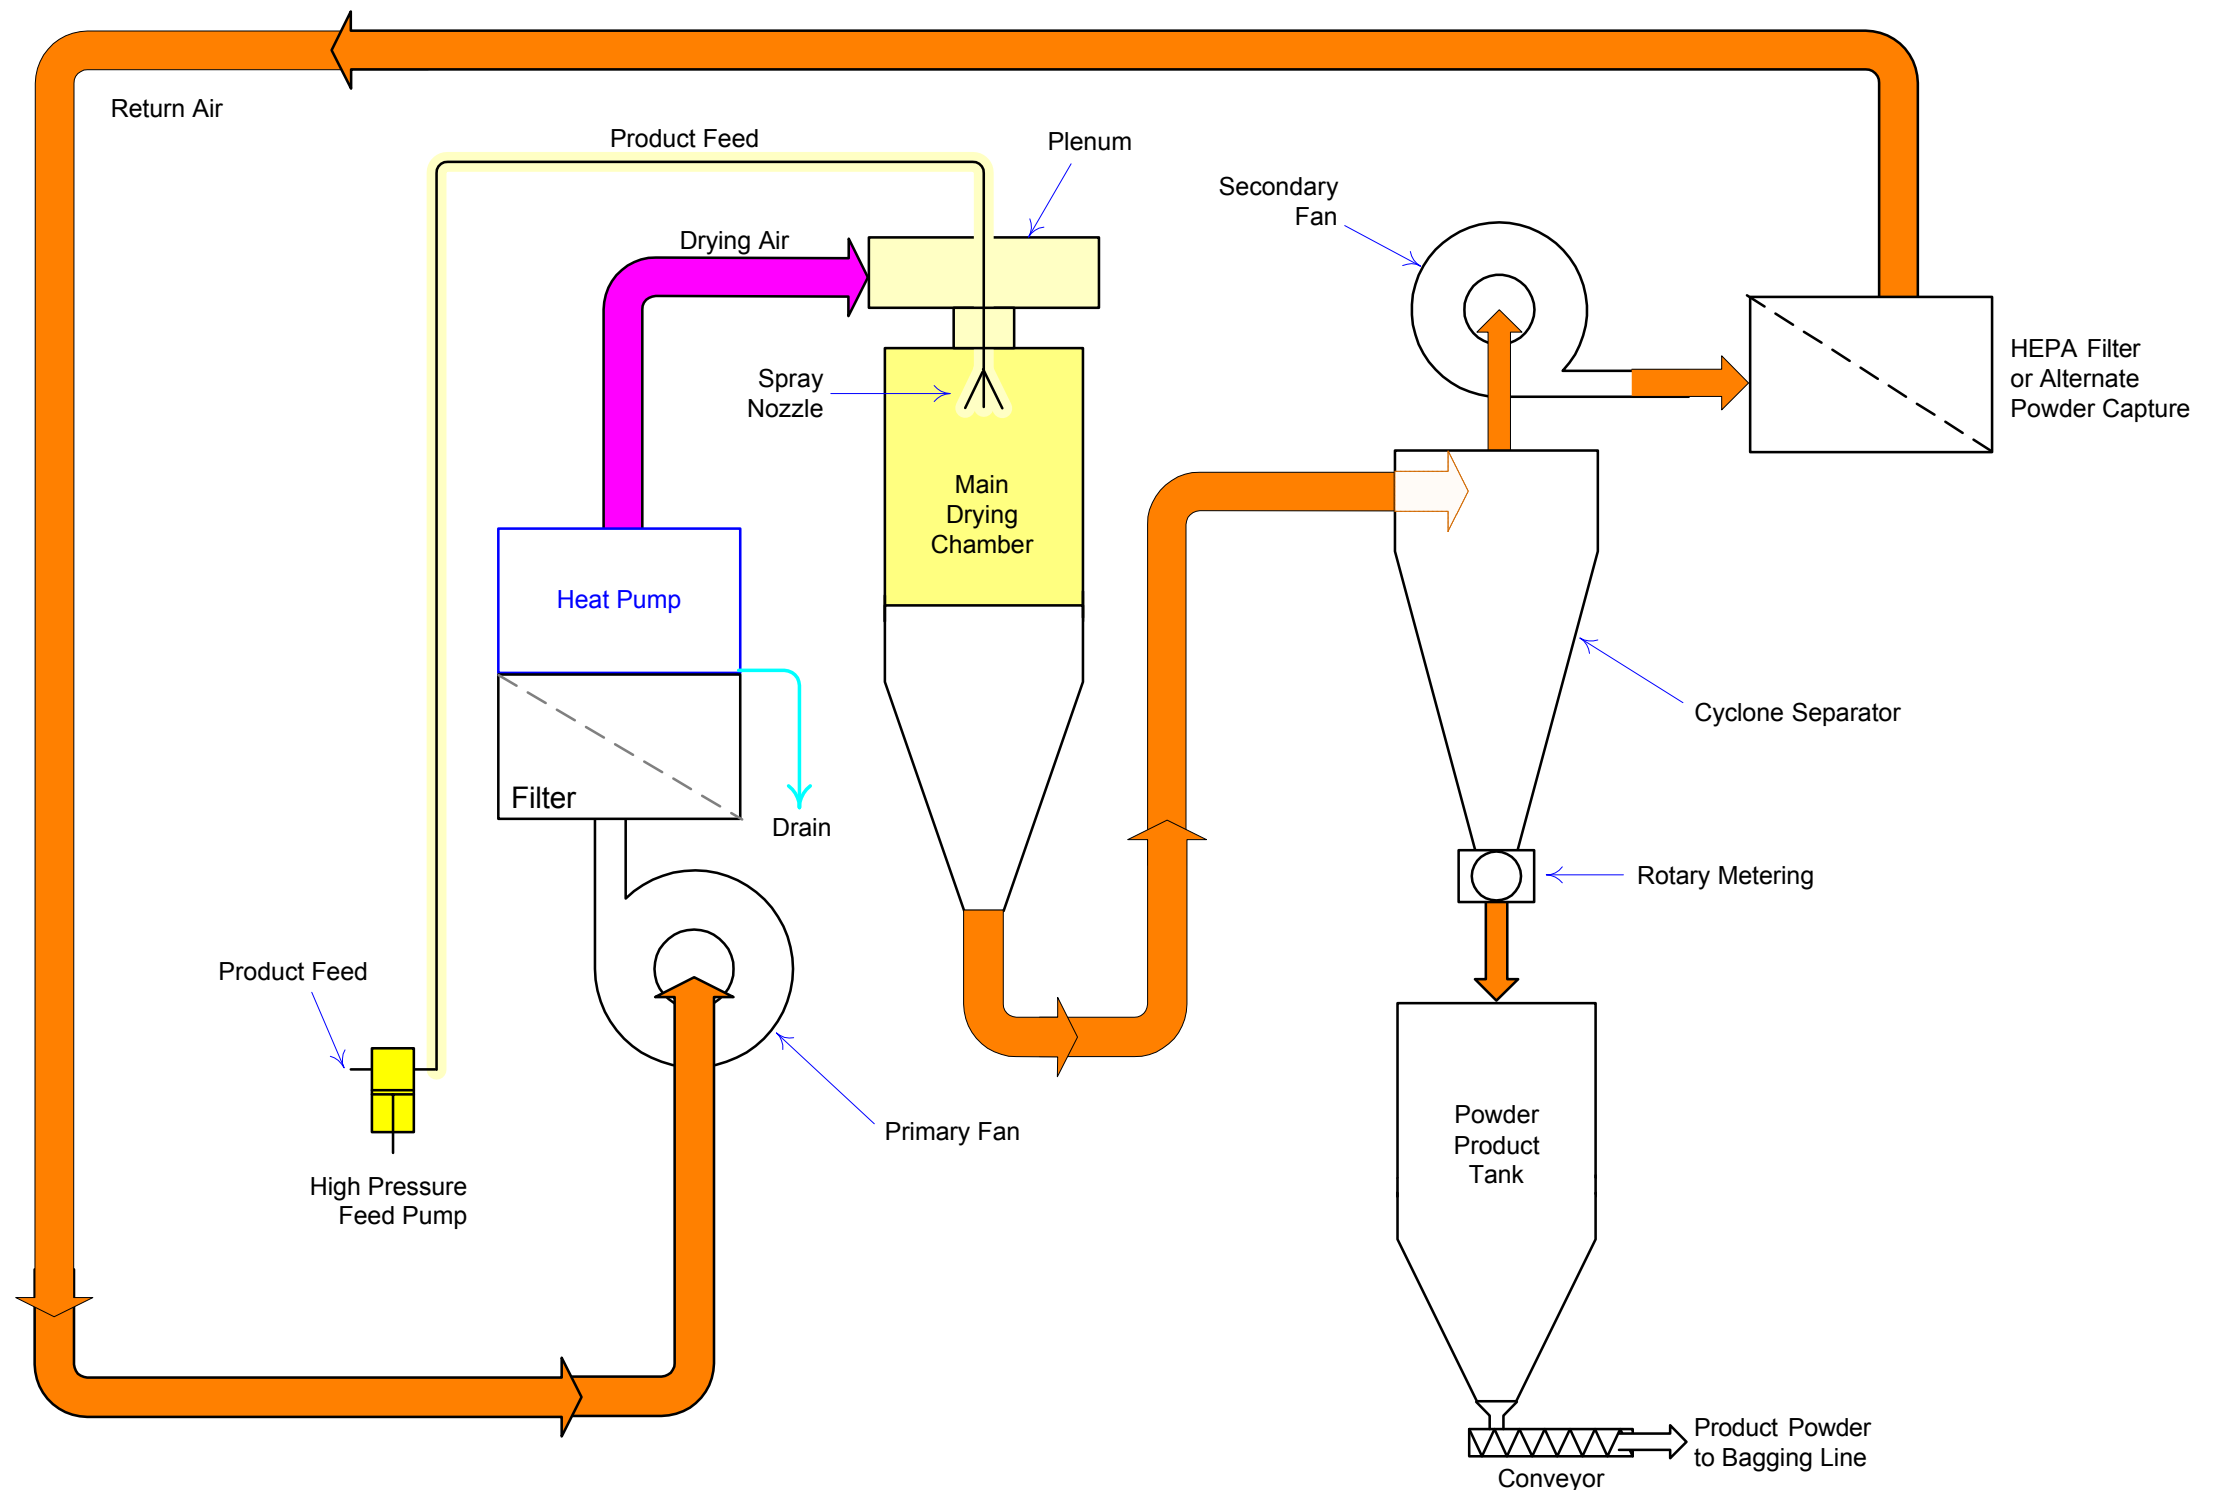 Return Air
Product Feed
Plenum
Secondary
Fan
Drying Air
HEPA Filter
or Alternate
Powder Capture
Spray
Nozzle
Main
Drying
Chamber
Heat Pump
Cyclone Separator
Filter
Drain
Rotary Metering
Product Feed
Primary Fan
High Pressure
Feed Pump
Powder
Product
Tank
Product Powder
to Bagging Line
Conveyor